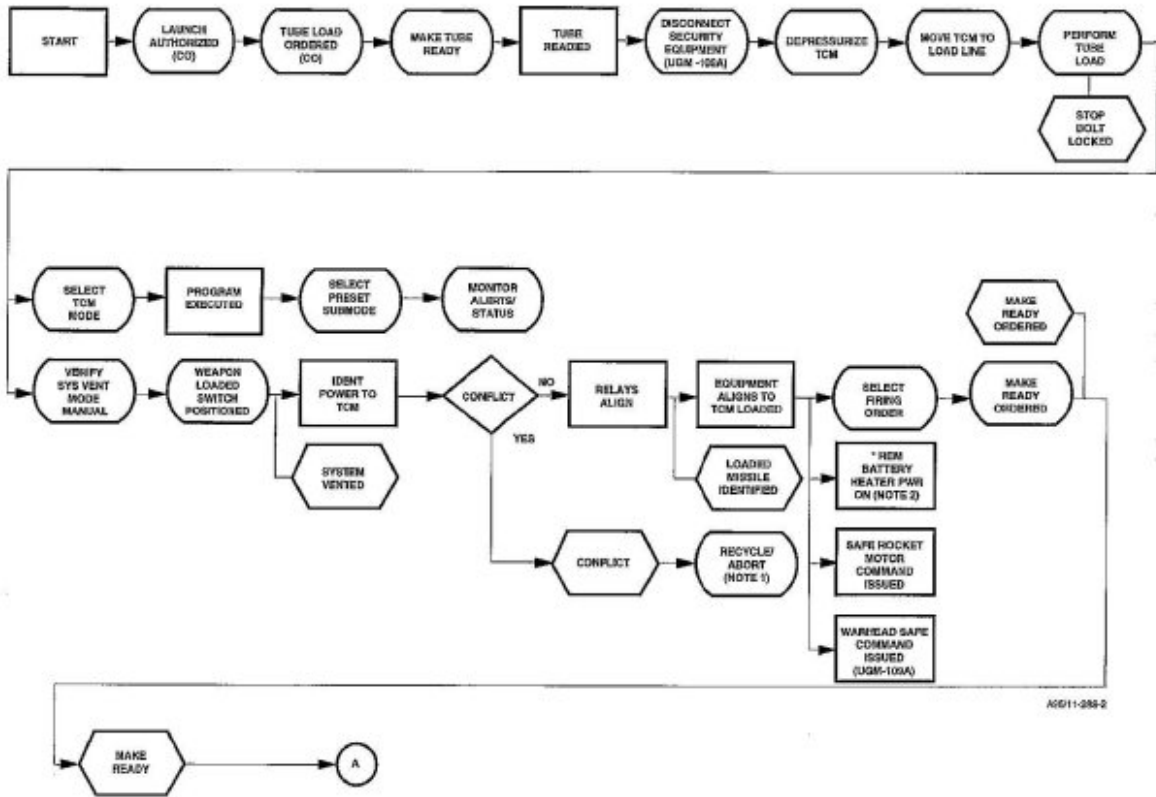 START
LAUNCH
AUTHORIZED
(CO)
TUBE LOAD
ORDERED
(CO)
MAKE TUBE
READY
TUBE
READIED
DISCONNECT
SECURITY
EQUIPMENT
(UGM-109A)
DEPRESSURIZE
TCM
MOVE TCM TO
LOAD LINE
PERFORM
TUBE
LOAD
STOP
BOLT
LOCKED
SELECT
TCM
MODE
PROGRAM
EXECUTED
SELECT
PRESET
SUBMODE
MONITOR
ALERTS/
STATUS
MAKE
READY
ORDERED
VERIFY
SYS VENT
MODE MANUAL
WEAPON
LOADED
SWITCH
POSITIONED
IDENT
POWER TO
TCM
CONFLICT
NO
YES
RELAYS
ALIGN
EQUIPMENT
ALIGNS TO
TCM LOADED
SELECT
FIRING
ORDER
MAKE
READY
ORDERED
SYSTEM
VENTED
LOADED
MISSILE
IDENTIFIED
* REM
BATTERY
HEATER PWR
ON (NOTE 2)
CONFLICT
RECYCLE/
ABORT
(NOTE 1)
SAFE ROCKET
MOTOR
COMMAND
ISSUED
WARHEAD SAFE
COMMAND
ISSUED
(UGM-109A)
MAKE
READY
A